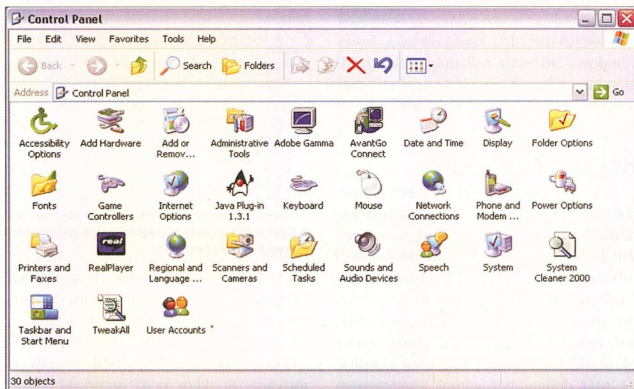 Control Panel
File Edit View Favorites Tools Help
Back Search Folders
Address Control Panel Go
Accessibility Options
Add Hardware
Add or Remov...
Administrative Tools
Adobe Gamma
AvantGo Connect
Date and Time
Display
Folder Options
Fonts
Game Controllers
Internet Options
Java Plug-in 1.3.1
Keyboard
Mouse
Network Connections
Phone and Modem ...
Power Options
Printers and Faxes
real
RealPlayer
Regional and Language ...
Scanners and Cameras
Scheduled Tasks
Sounds and Audio Devices
Speech
System
System Cleaner 2000
Taskbar and Start Menu
TweakAll
User Accounts
30 objects